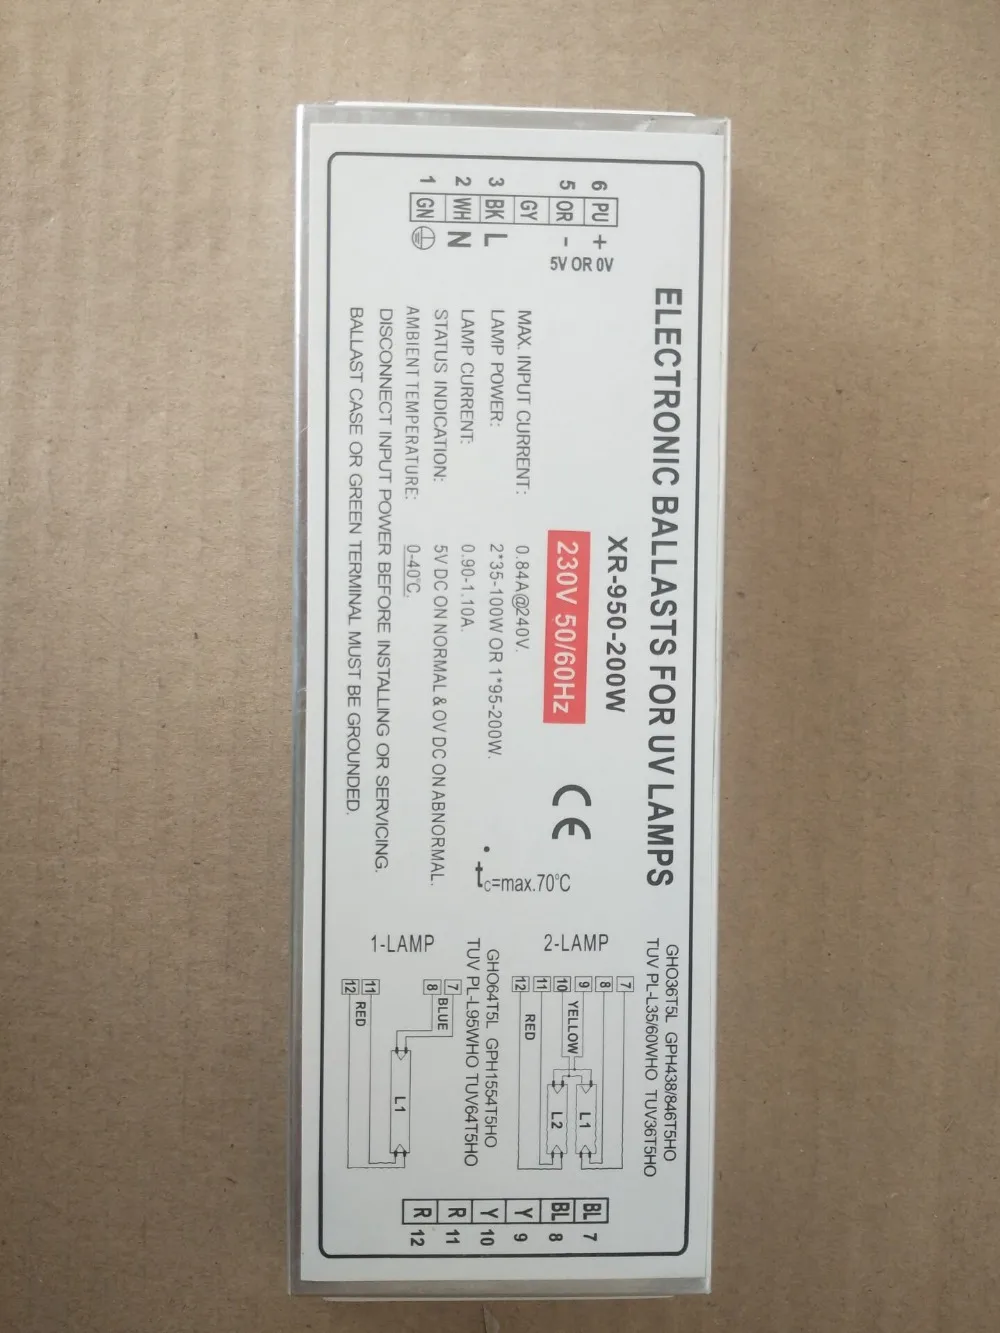 ELECTRONIC BALLASTS FOR UV LAMPS
XR-950-200W
230V 50/60Hz
CE
6 PU +
5 OR -
5V OR 0V
GY
3 BK L
2 WH N
1 GN
MAX. INPUT CURRENT: 0.84A@240V.
LAMP POWER: 2*35-100W OR 1*95-200W.
LAMP CURRENT: 0.90-1.10A.
STATUS INDICATION: 5V DC ON NORMAL & 0V DC ON ABNORMAL.
AMBIENT TEMPERATURE: 0-40°C.
DISCONNECT INPUT POWER BEFORE INSTALLING OR SERVICING.
BALLAST CASE OR GREEN TERMINAL MUST BE GROUNDED.
tc=max.70°C
GHO36T5L GPH438/846T5HO
TUV PL-L35/60WHO TUV36T5HO
2-LAMP
7
8
9
10
11
12
YELLOW
RED
L1
L2
GHO64T5L GPH1554T5HO
TUV PL-L95WHO TUV64T5HO
1-LAMP
7
8
11
12
BLUE
RED
L1
BL 7
BL 8
Y 9
Y 10
R 11
R 12